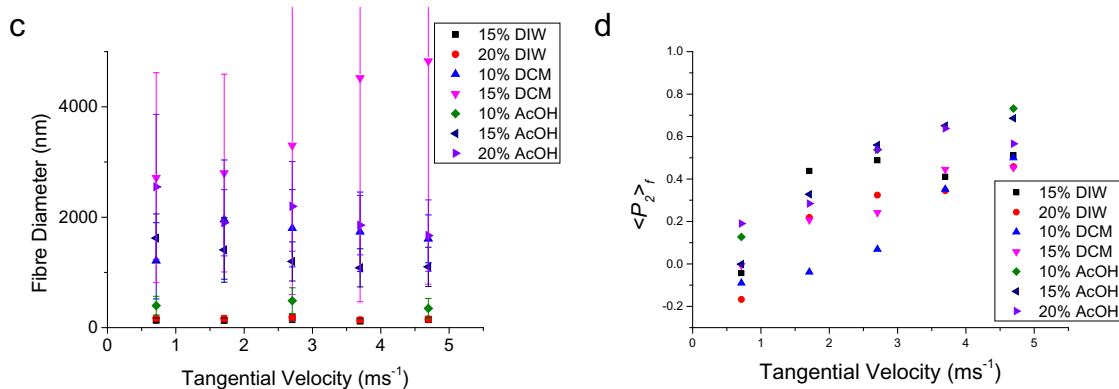 c
Fibre Diameter (nm)
4000
2000
0
0
1
2
3
4
5
Tangential Velocity (ms⁻¹)
15% DIW
20% DIW
10% DCM
15% DCM
10% AcOH
15% AcOH
20% AcOH
d
<P₂>f
1.0
0.8
0.6
0.4
0.2
0.0
-0.2
0
1
2
3
4
5
Tangential Velocity (ms⁻¹)
15% DIW
20% DIW
10% DCM
15% DCM
10% AcOH
15% AcOH
20% AcOH